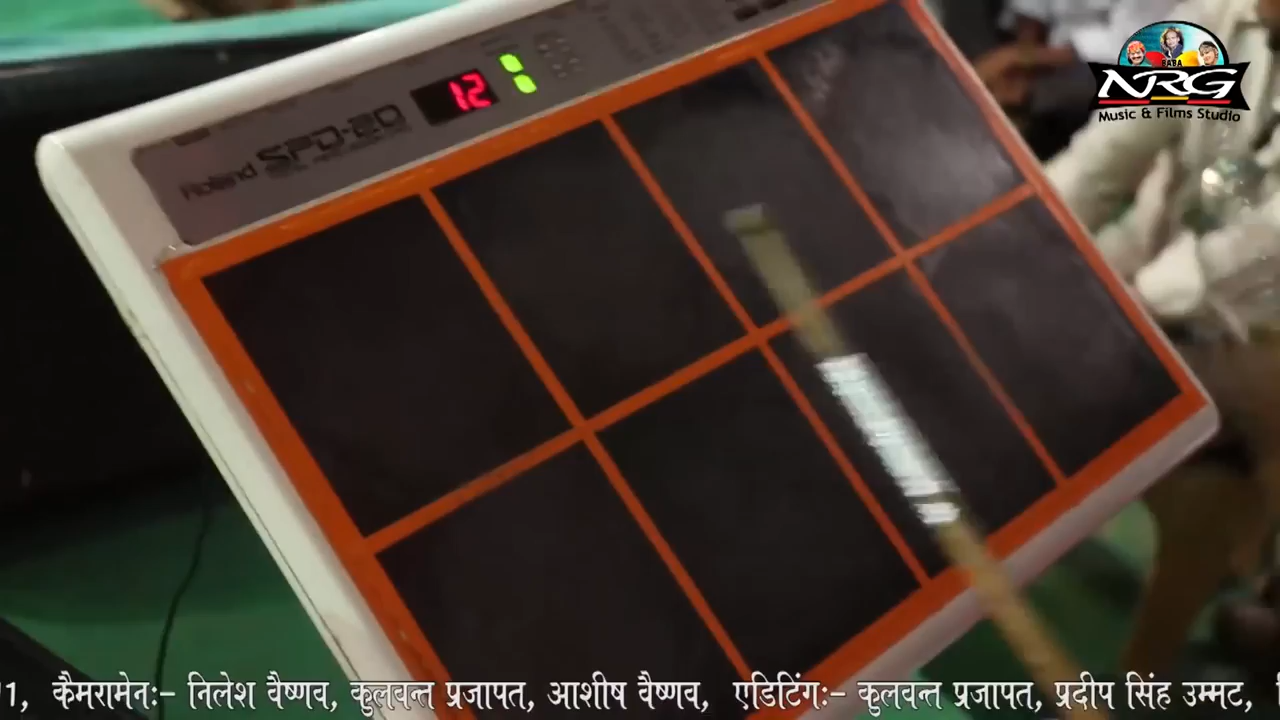 BABA
NRG
Music & Films Studio
12
Roland SPD-20
1, कैमरामेनः- निलेश वैष्णव, कुलवन्त प्रजापत, आशीष वैष्णव, एडिटिंगः- कुलवन्त प्रजापत, प्रदीप सिंह उम्मट,